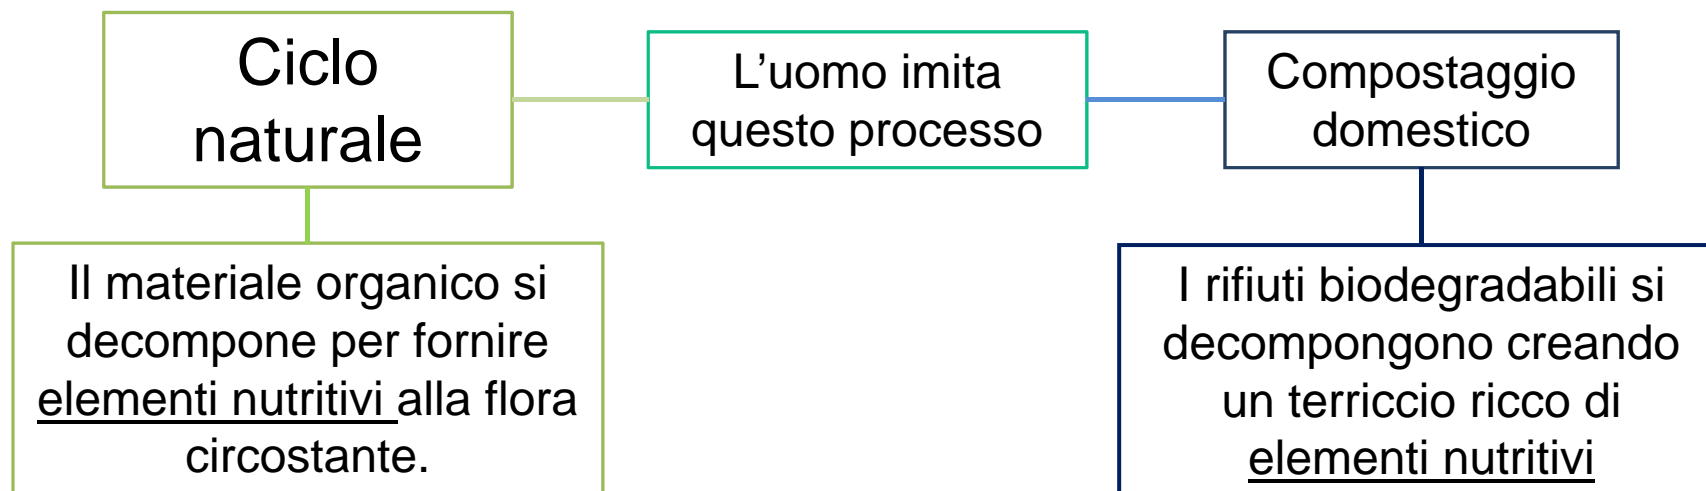 Ciclo
naturale
L'uomo imita
questo processo
Compostaggio
domestico
Il materiale organico si
decompone per fornire
elementi nutritivi alla flora
circostante.
I rifiuti biodegradabili si
decompongono creando
un terriccio ricco di
elementi nutritivi